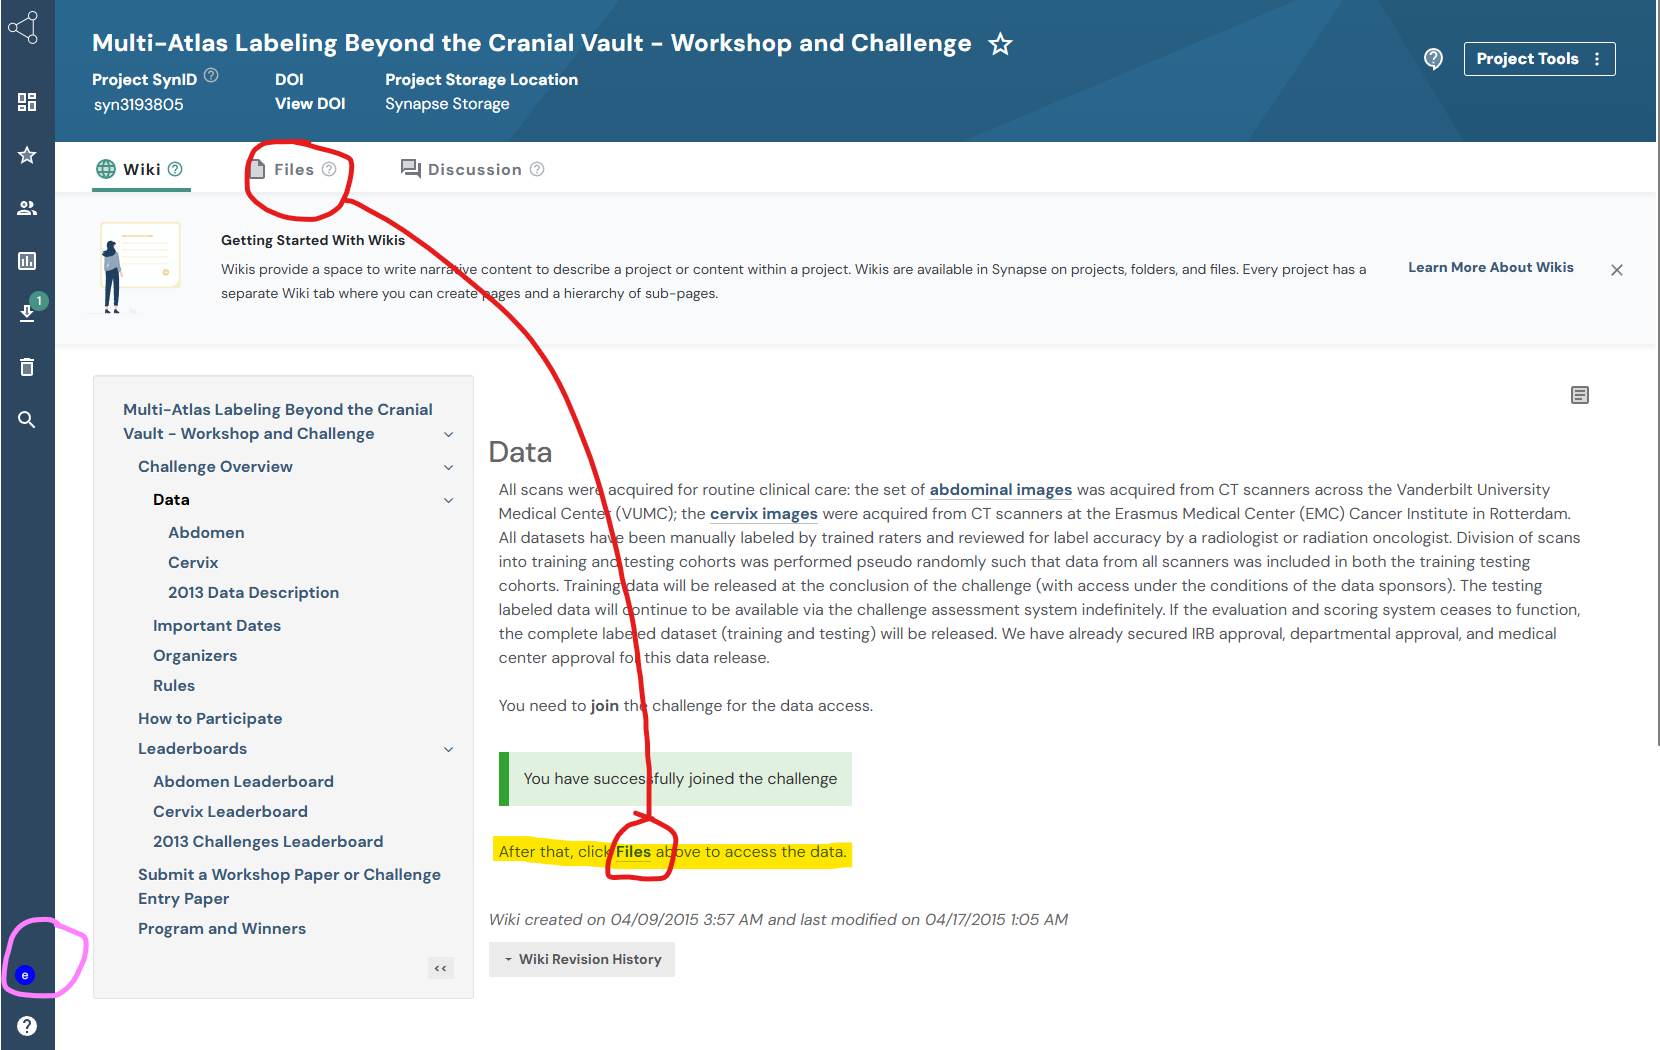 Multi-Atlas Labeling Beyond the Cranial Vault - Workshop and Challenge
Project SynID
DOI
Project Storage Location
syn3193805
View DOI
Synapse Storage
Project Tools
Wiki
Files
Discussion
1
Getting Started With Wikis
Wikis provide a space to write narrative content to describe a project or content within a project. Wikis are available in Synapse on projects, folders, and files. Every project has a
separate Wiki tab where you can create pages and a hierarchy of sub-pages.
Learn More About Wikis
Multi-Atlas Labeling Beyond the Cranial
Vault - Workshop and Challenge
Challenge Overview
Data
Abdomen
Cervix
2013 Data Description
Important Dates
Organizers
Rules
How to Participate
Leaderboards
Abdomen Leaderboard
Cervix Leaderboard
2013 Challenges Leaderboard
Submit a Workshop Paper or Challenge
Entry Paper
Program and Winners
<<
e
?
Data
All scans were acquired for routine clinical care: the set of abdominal images was acquired from CT scanners across the Vanderbilt University
Medical Center (VUMC); the cervix images were acquired from CT scanners at the Erasmus Medical Center (EMC) Cancer Institute in Rotterdam.
All datasets have been manually labeled by trained raters and reviewed for label accuracy by a radiologist or radiation oncologist. Division of scans
into training and testing cohorts was performed pseudo randomly such that data from all scanners was included in both the training testing
cohorts. Training data will be released at the conclusion of the challenge (with access under the conditions of the data sponsors). The testing
labeled data will continue to be available via the challenge assessment system indefinitely. If the evaluation and scoring system ceases to function,
the complete labeled dataset (training and testing) will be released. We have already secured IRB approval, departmental approval, and medical
center approval for this data release.
You need to join the challenge for the data access.
You have successfully joined the challenge
After that, click Files above to access the data.
Wiki created on 04/09/2015 3:57 AM and last modified on 04/17/2015 1:05 AM
Wiki Revision History